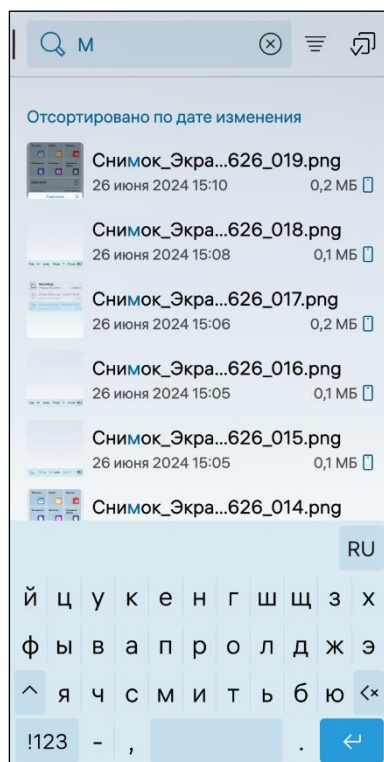 М
Отсортировано по дате изменения
Снимок_Экра...626_019.png
26 июня 2024 15:10 0,2 МБ
Снимок_Экра...626_018.png
26 июня 2024 15:08 0,1 МБ
Снимок_Экра...626_017.png
26 июня 2024 15:06 0,2 МБ
Снимок_Экра...626_016.png
26 июня 2024 15:05 0,1 МБ
Снимок_Экра...626_015.png
26 июня 2024 15:05 0,1 МБ
Снимок_Экра...626_014.png
RU
й ц у к е н г ш щ з х
ф ы в а п р о л д ж э
я ч с м и т ь б ю
!123 - , .